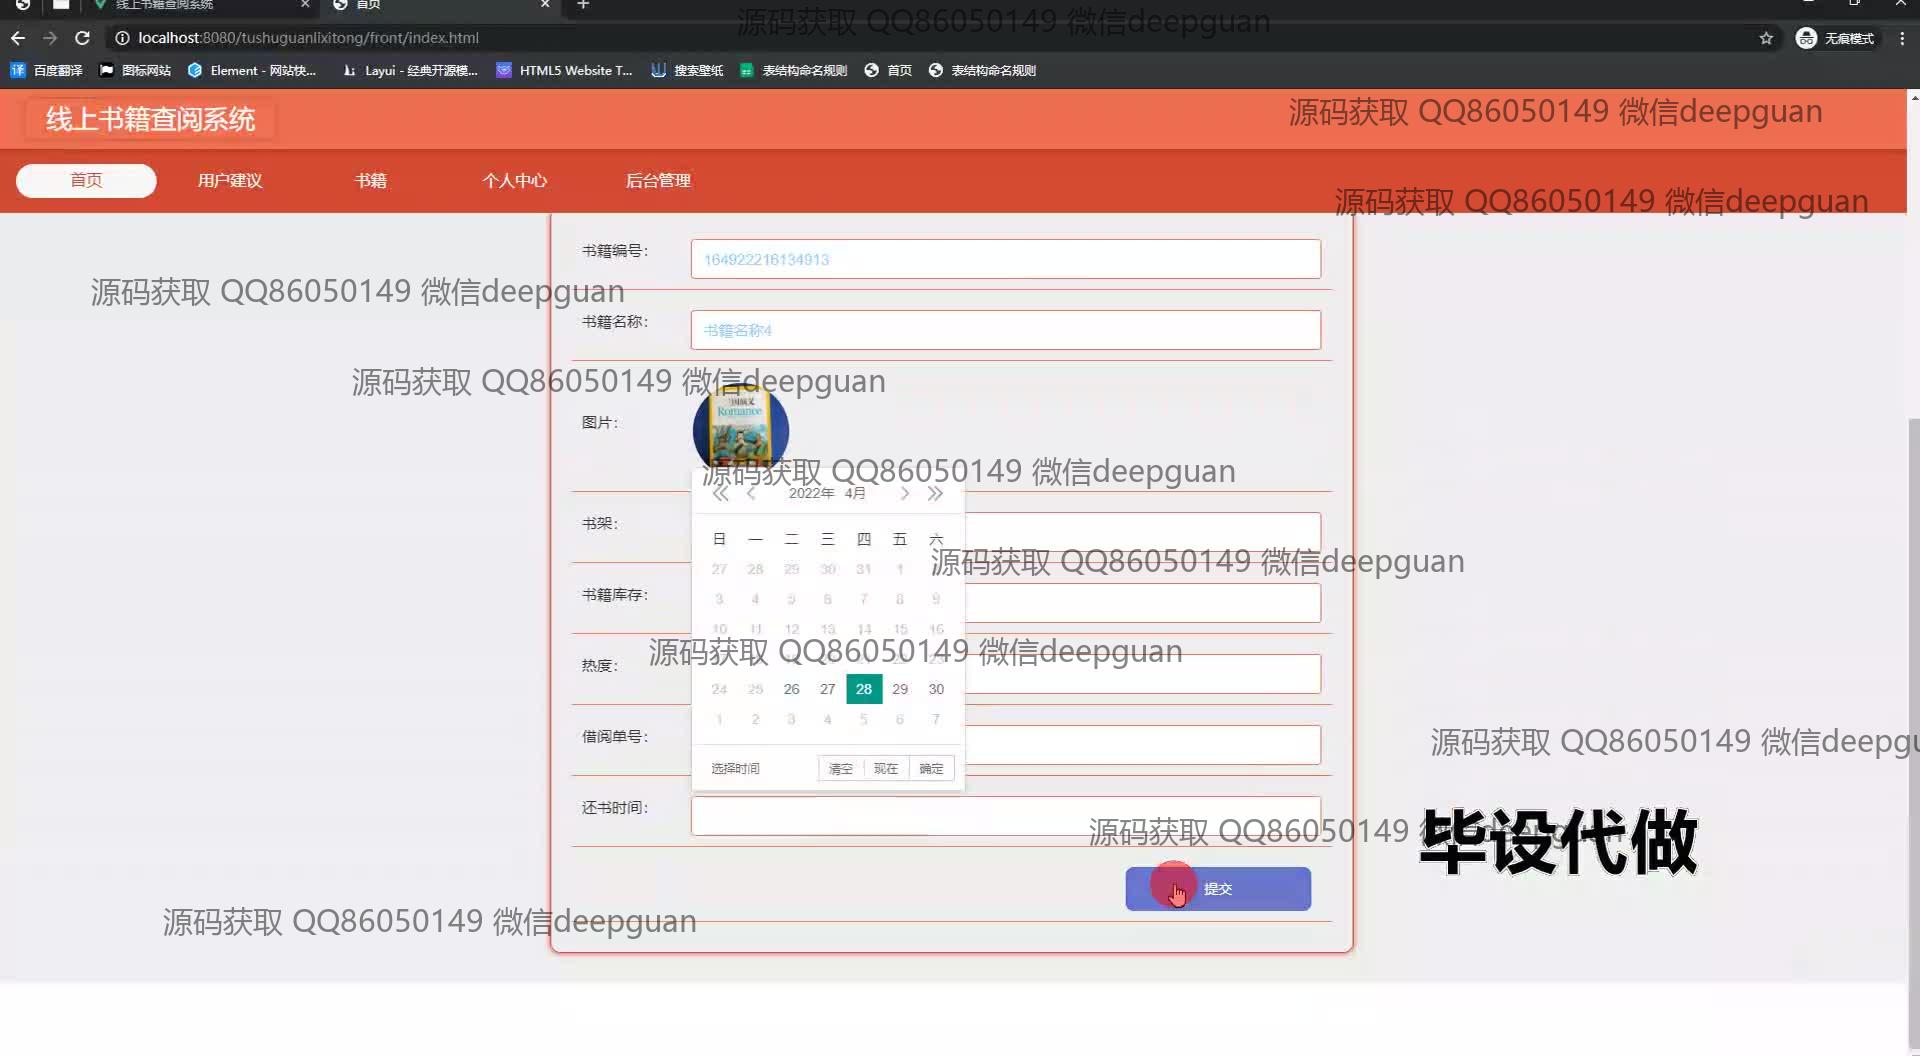 线上书籍查阅系统
首页
源码获取 QQ86050149 微信deepguan
localhost:8080/tushuguanlixitong/front/index.html
无痕模式
百度翻译
图标网站
Element - 网站快...
Layui - 经典开源模...
HTML5 Website T...
搜索壁纸
表结构命名规则
首页
表结构命名规则
线上书籍查阅系统
源码获取 QQ86050149 微信deepguan
首页
用户建议
书籍
个人中心
后台管理
源码获取 QQ86050149 微信deepguan
书籍编号:
164922216134913
源码获取 QQ86050149 微信deepguan
书籍名称:
书籍名称4
源码获取 QQ86050149 微信deepguan
图片:
Romance
源码获取 QQ86050149 微信deepguan
2022年 4月
书架:
日 一 二 三 四 五 六
源码获取 QQ86050149 微信deepguan
27 28 29 30 31 1
书籍库存:
3 4 5 6 7 8 9
10 11 12 13 14 15 16
源码获取 QQ86050149 微信deepguan
热度:
24 25 26 27 28 29 30
1 2 3 4 5 6 7
借阅单号:
源码获取 QQ86050149 微信deepgu
选择时间
清空
现在
确定
还书时间:
源码获取 QQ86050149
毕设代做
提交
源码获取 QQ86050149 微信deepguan